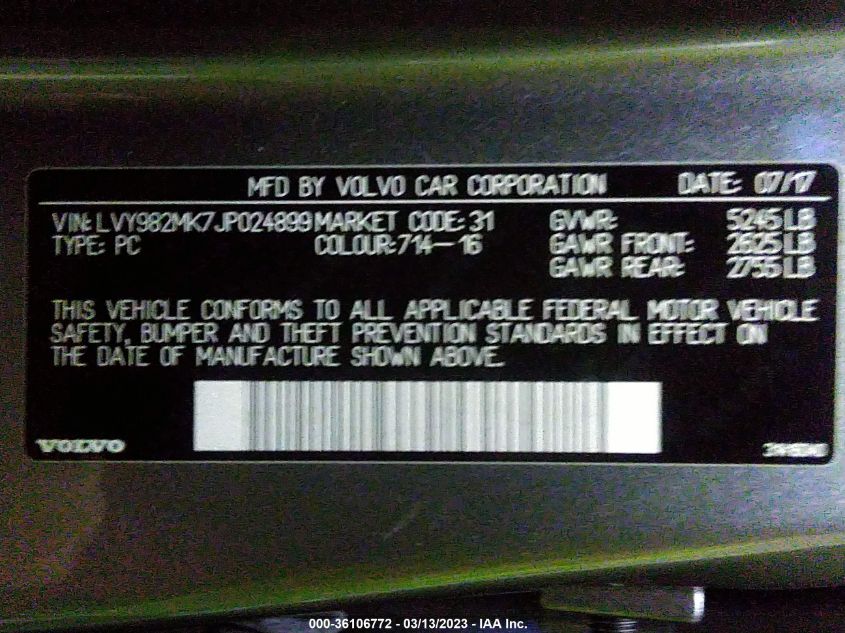 MFD BY VOLVO CAR CORPORATION DATE: 07/17
VIN: LVY982MK7JP024899 MARKET CODE: 31 GVWR: 5245 LB
TYPE: PC COLOUR: 714-16 GAWR FRONT: 2625 LB
GAWR REAR: 2755 LB
THIS VEHICLE CONFORMS TO ALL APPLICABLE FEDERAL MOTOR VEHICLE
SAFETY, BUMPER AND THEFT PREVENTION STANDARDS IN EFFECT ON
THE DATE OF MANUFACTURE SHOWN ABOVE.
VOLVO
000-36106772 - 03/13/2023 - IAA Inc.